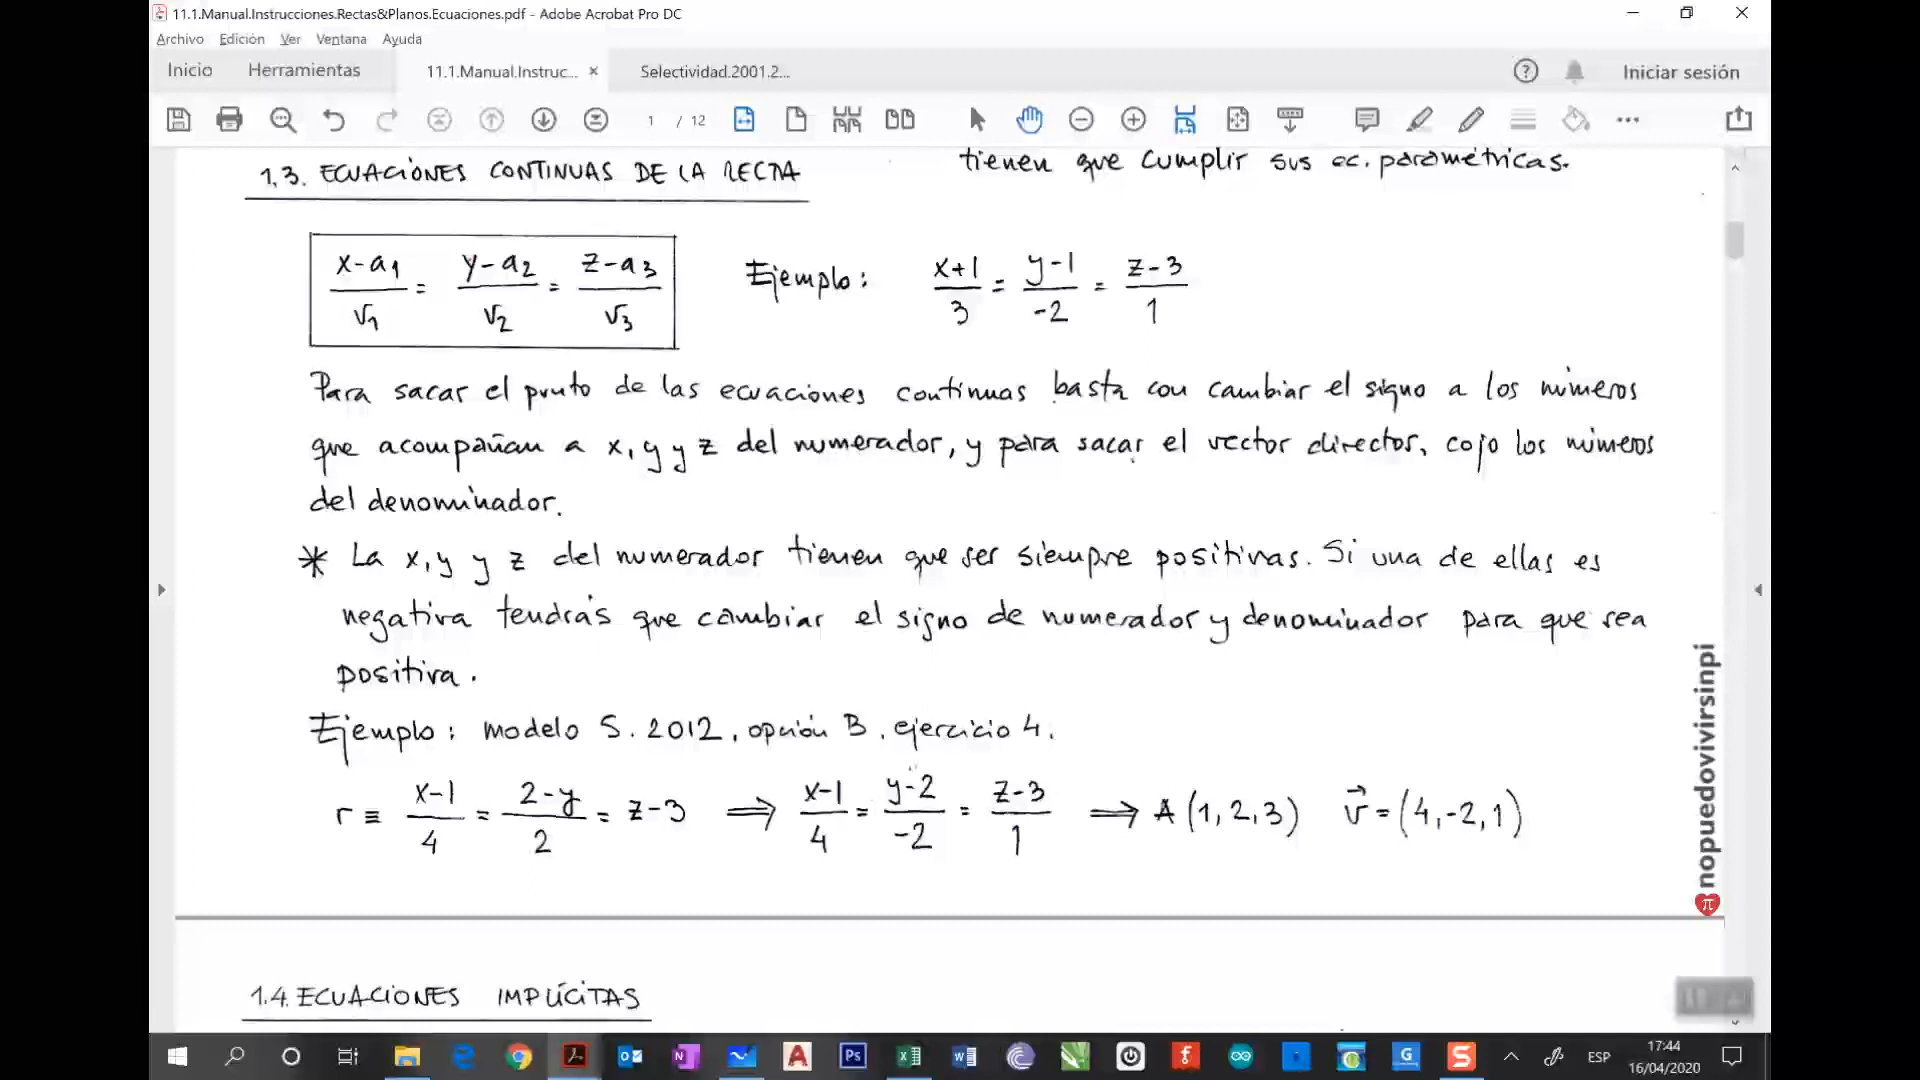 11.1.Manual.Instrucciones.Rectas&Planos.Ecuaciones.pdf - Adobe Acrobat Pro DC
Archivo Edición Ver Ventana Ayuda
Inicio Herramientas 11.1.Manual.Instruc... × Selectividad.2001.2... Iniciar sesión
1 / 12
1.3. ECUACIONES CONTINUAS DE LA RECTA
tienen que cumplir sus ec. paramétricas.
x-a1/v1 = y-a2/v2 = z-a3/v3 Ejemplo: x+1/3 = y-1/-2 = z-3/1
Para sacar el punto de las ecuaciones continuas basta con cambiar el signo a los números
que acompañan a x, y y z del numerador, y para sacar el vector director, cojo los números
del denominador.
* La x, y y z del numerador tienen que ser siempre positivas. Si una de ellas es
negativa tendrás que cambiar el signo de numerador y denominador para que sea
positiva.
Ejemplo: modelo S. 2012, opción B, ejercicio 4.
r ≡ x-1/4 = 2-y/2 = z-3 ⟹ x-1/4 = y-2/-2 = z-3/1 ⟹ A (1,2,3) v⃗ = (4,-2,1)
nopuedovivirsinpi
π
1.4. ECUACIONES IMPLÍCITAS
ESP
17:44
16/04/2020